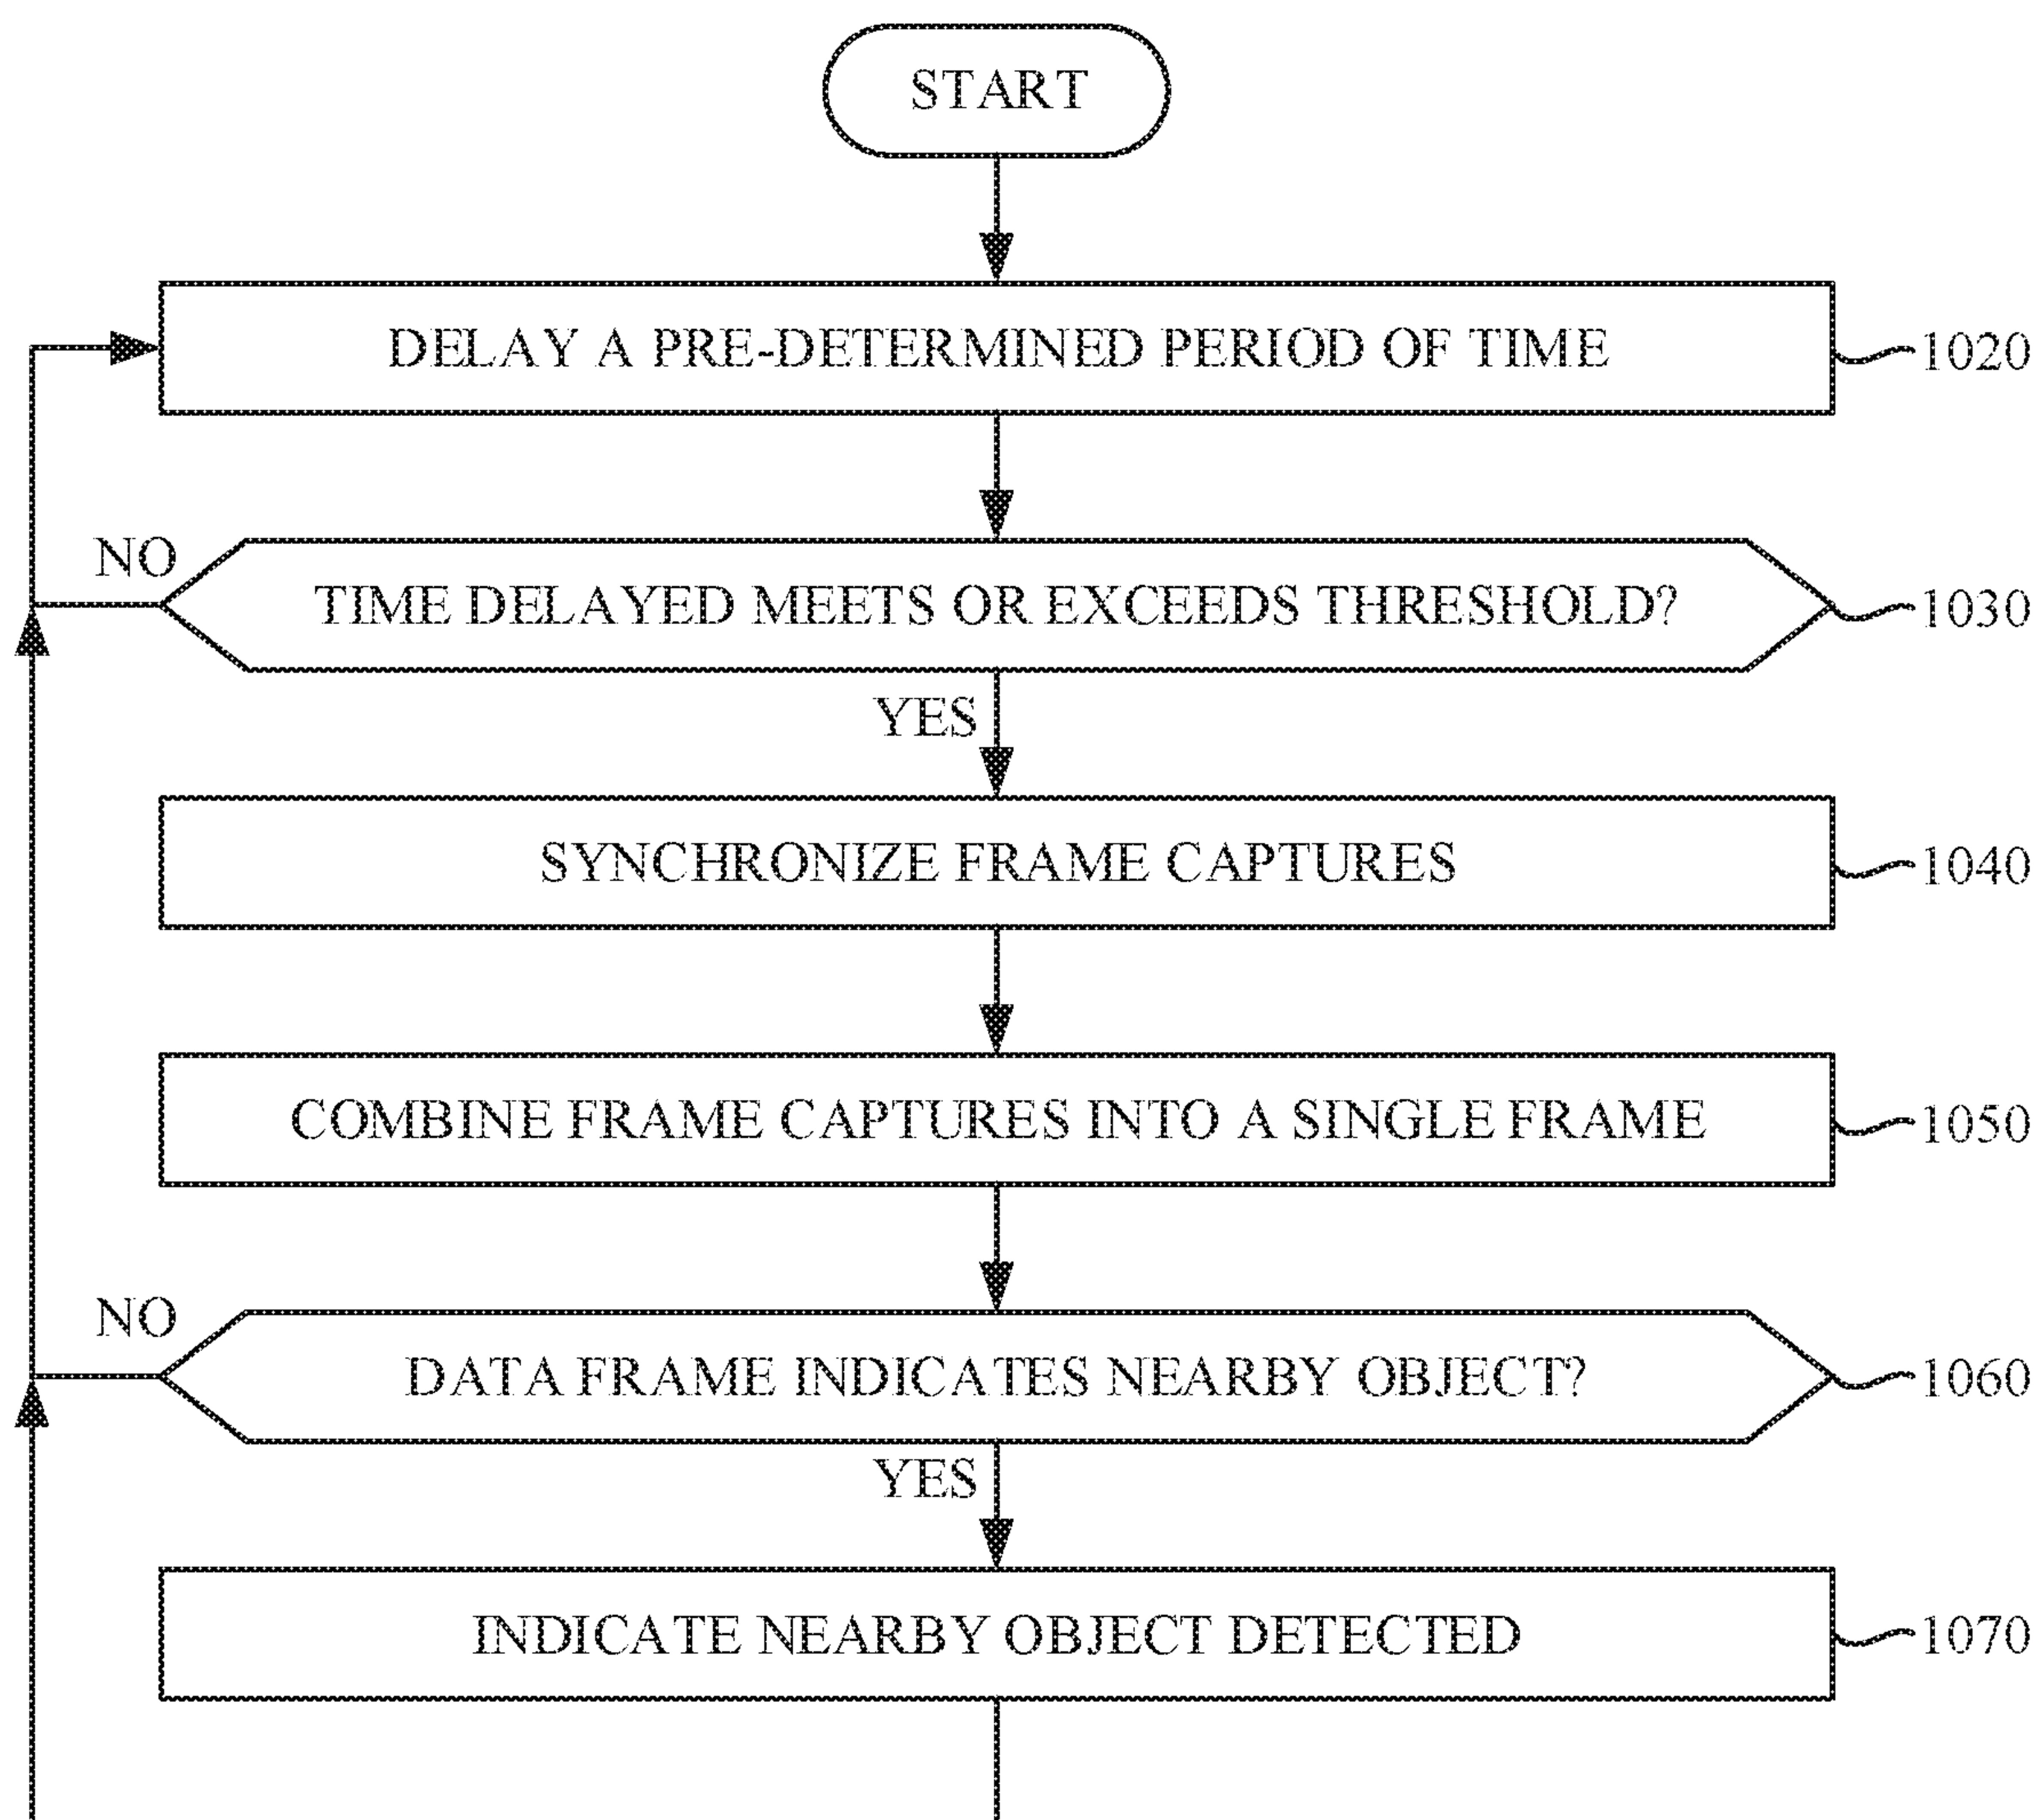 START
DELAY A PRE-DETERMINED PERIOD OF TIME
1020
NO
TIME DELAYED MEETS OR EXCEEDS THRESHOLD?
1030
YES
SYNCHRONIZE FRAME CAPTURES
1040
COMBINE FRAME CAPTURES INTO A SINGLE FRAME
1050
NO
DATA FRAME INDICATES NEARBY OBJECT?
1060
YES
INDICATE NEARBY OBJECT DETECTED
1070